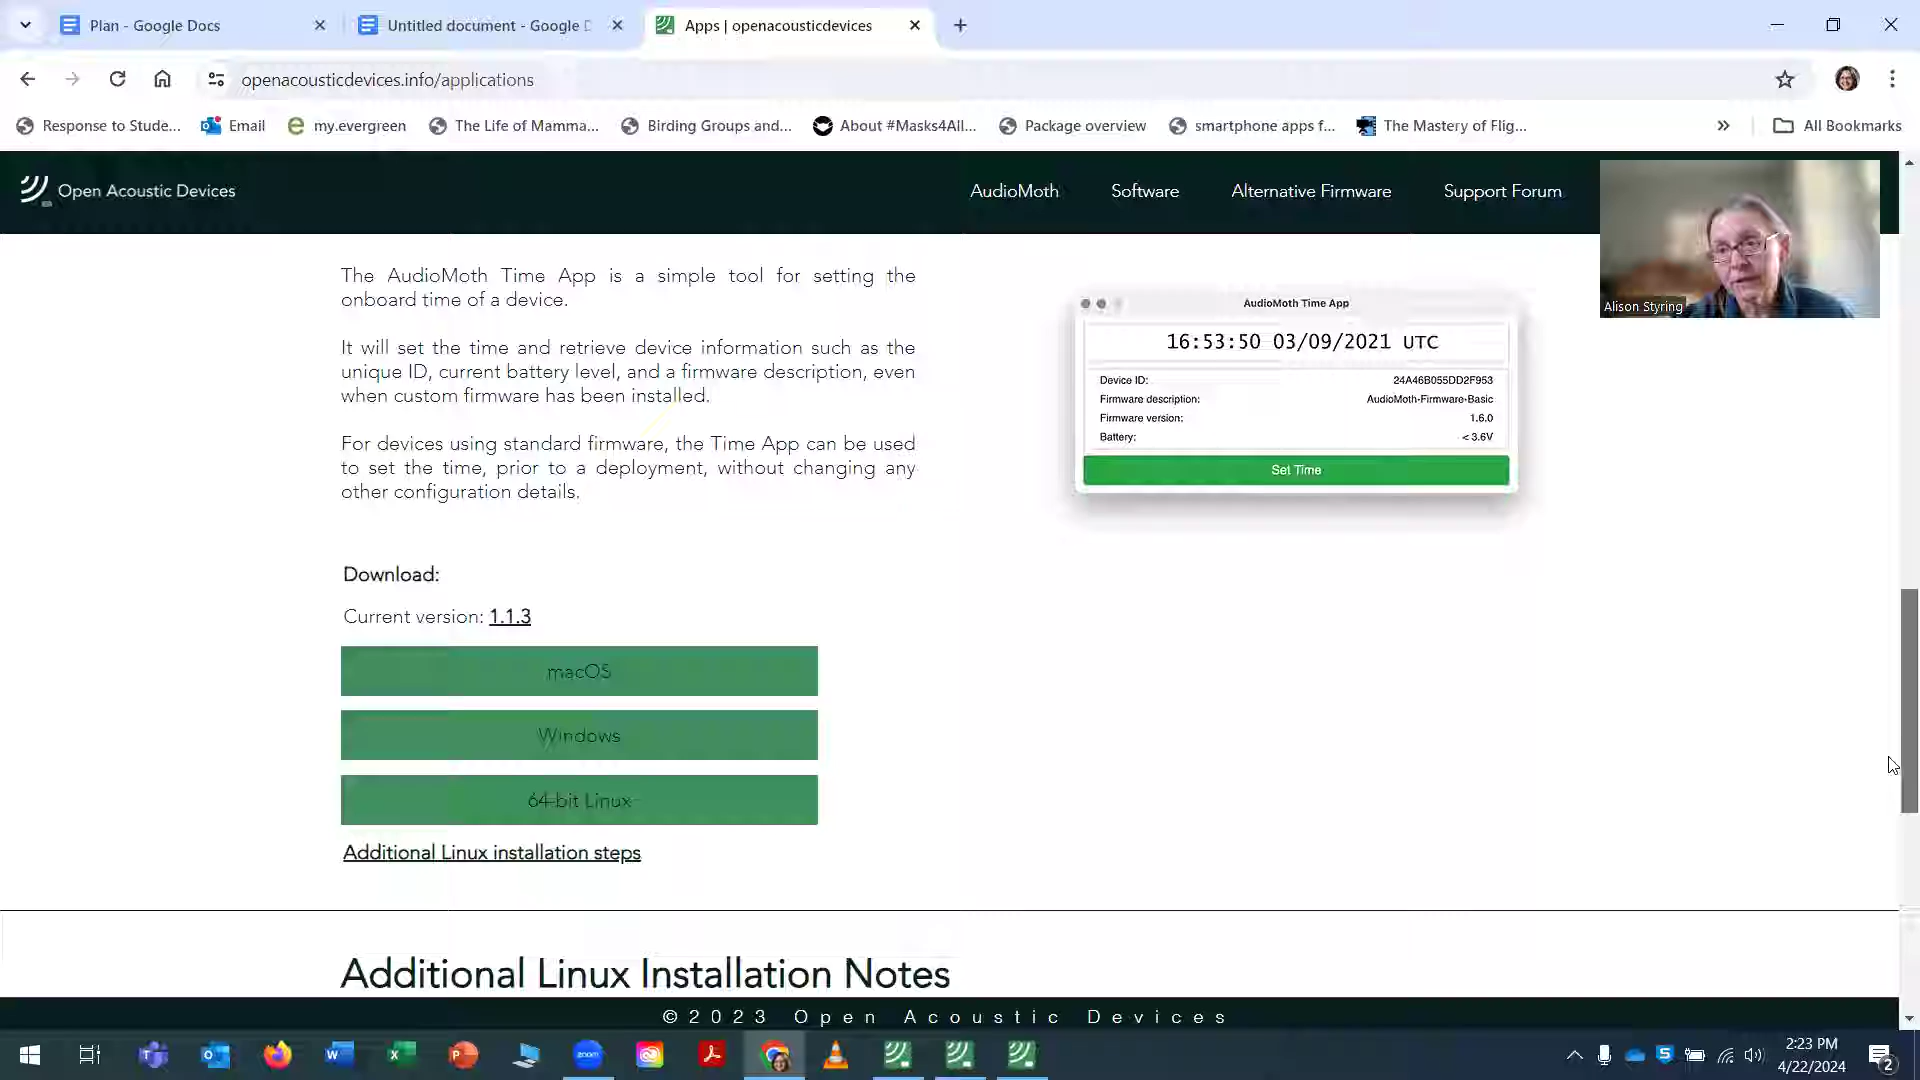 Plan - Google Docs
Untitled document - Google D
Apps | openacousticdevices
openacousticdevices.info/applications
Response to Stude...
Email
my.evergreen
The Life of Mamma...
Birding Groups and...
About #Masks4All...
Package overview
smartphone apps f...
The Mastery of Flig...
All Bookmarks
Open Acoustic Devices
AudioMoth
Software
Alternative Firmware
Support Forum
Alison Styring
The AudioMoth Time App is a simple tool for setting the
onboard time of a device.
It will set the time and retrieve device information such as the
unique ID, current battery level, and a firmware description, even
when custom firmware has been installed.
For devices using standard firmware, the Time App can be used
to set the time, prior to a deployment, without changing any
other configuration details.
AudioMoth Time App
16:53:50 03/09/2021 UTC
Device ID: 24A46B055DD2F953
Firmware description: AudioMoth-Firmware-Basic
Firmware version: 1.6.0
Battery: < 3.6V
Set Time
Download:
Current version: 1.1.3
macOS
Windows
64-bit Linux
Additional Linux installation steps
Additional Linux Installation Notes
©2023 Open Acoustic Devices
zoom
2:23 PM
4/22/2024
2